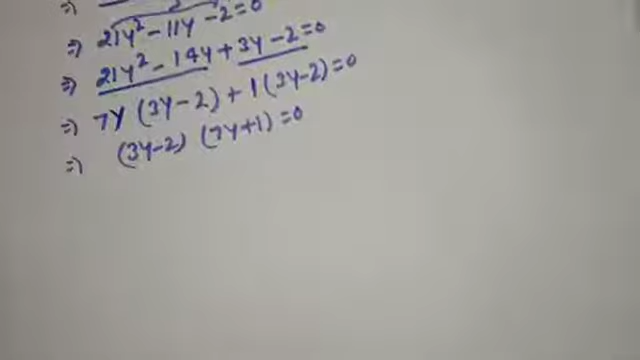 =)
=) 21y² - 11y - 2 = 0
=) 21y² - 14y + 3y - 2 = 0
=) 7y (3y - 2) + 1 (3y - 2) = 0
=) (3y - 2) (7y + 1) = 0